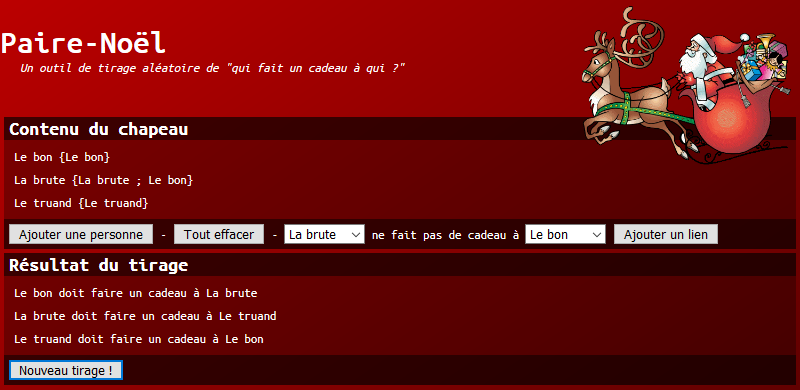 Paire-Noël
Un outil de tirage aléatoire de "qui fait un cadeau à qui ?"
Contenu du chapeau
Le bon {Le bon}
La brute {La brute ; Le bon}
Le truand {Le truand}
Ajouter une personne - Tout effacer - La brute ne fait pas de cadeau à Le bon Ajouter un lien
Résultat du tirage
Le bon doit faire un cadeau à La brute
La brute doit faire un cadeau à Le truand
Le truand doit faire un cadeau à Le bon
Nouveau tirage !